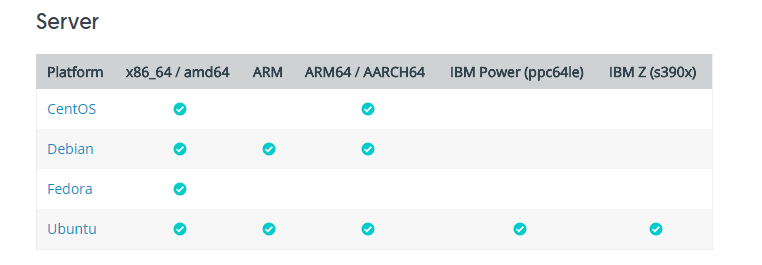 Server
Platform x86_64 / amd64 ARM ARM64 / AARCH64 IBM Power (ppc64le) IBM Z (s390x)
CentOS
Debian
Fedora
Ubuntu